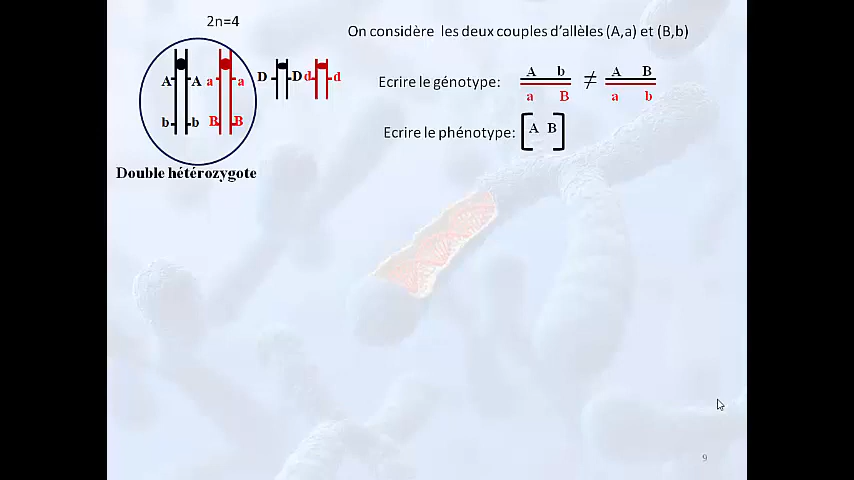 2n=4
On considère les deux couples d'allèles (A,a) et (B,b)
A A a a D D d d
b b B B
Ecrire le génotype: A b ≠ A B
a B a b
Ecrire le phénotype: [A B]
Double hétérozygote
9